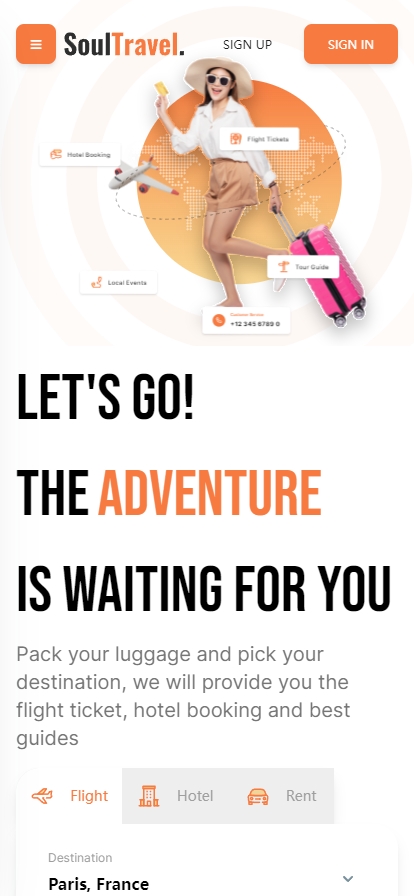 SoulTravel.
SIGN UP
SIGN IN
Hotel Booking
Flight Tickets
Tour Guide
Local Events
Customer Service
+12 345 6789 0
LET'S GO!
THE ADVENTURE
IS WAITING FOR YOU
Pack your luggage and pick your
destination, we will provide you the
flight ticket, hotel booking and best
guides
Flight
Hotel
Rent
Destination
Paris, France